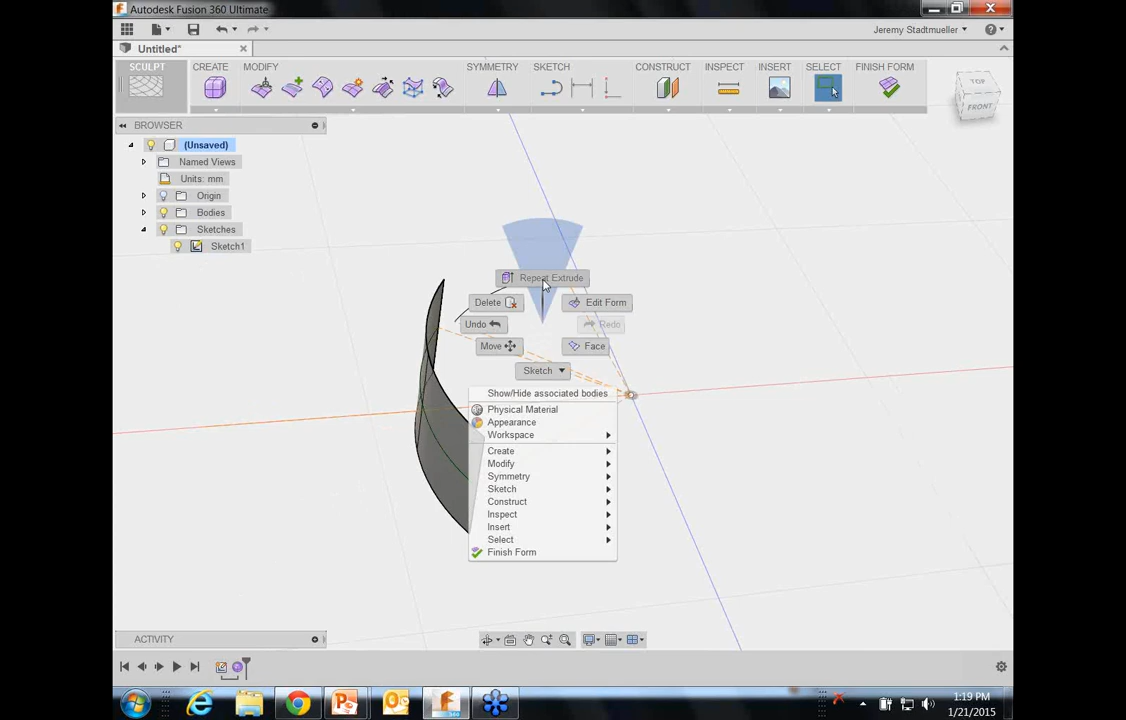 Autodesk Fusion 360 Ultimate
Jeremy Stadtmueller
Untitled*
SCULPT
CREATE
MODIFY
SYMMETRY
SKETCH
CONSTRUCT
INSPECT
INSERT
SELECT
FINISH FORM
TOP
FRONT
BROWSER
(Unsaved)
Named Views
Units: mm
Origin
Bodies
Sketches
Sketch1
Repeat Extrude
Delete
Edit Form
Undo
Redo
Move
Face
Sketch
Show/Hide associated bodies
Physical Material
Appearance
Workspace
Create
Modify
Symmetry
Sketch
Construct
Inspect
Insert
Select
Finish Form
ACTIVITY
1:19 PM
1/21/2015